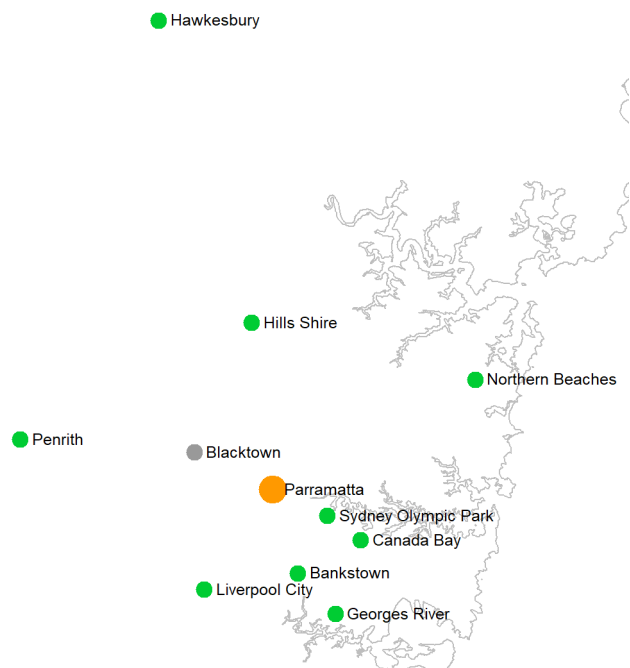 Hawkesbury
Hills Shire
Northern Beaches
Penrith
Blacktown
Parramatta
Sydney Olympic Park
Canada Bay
Bankstown
Liverpool City
Georges River